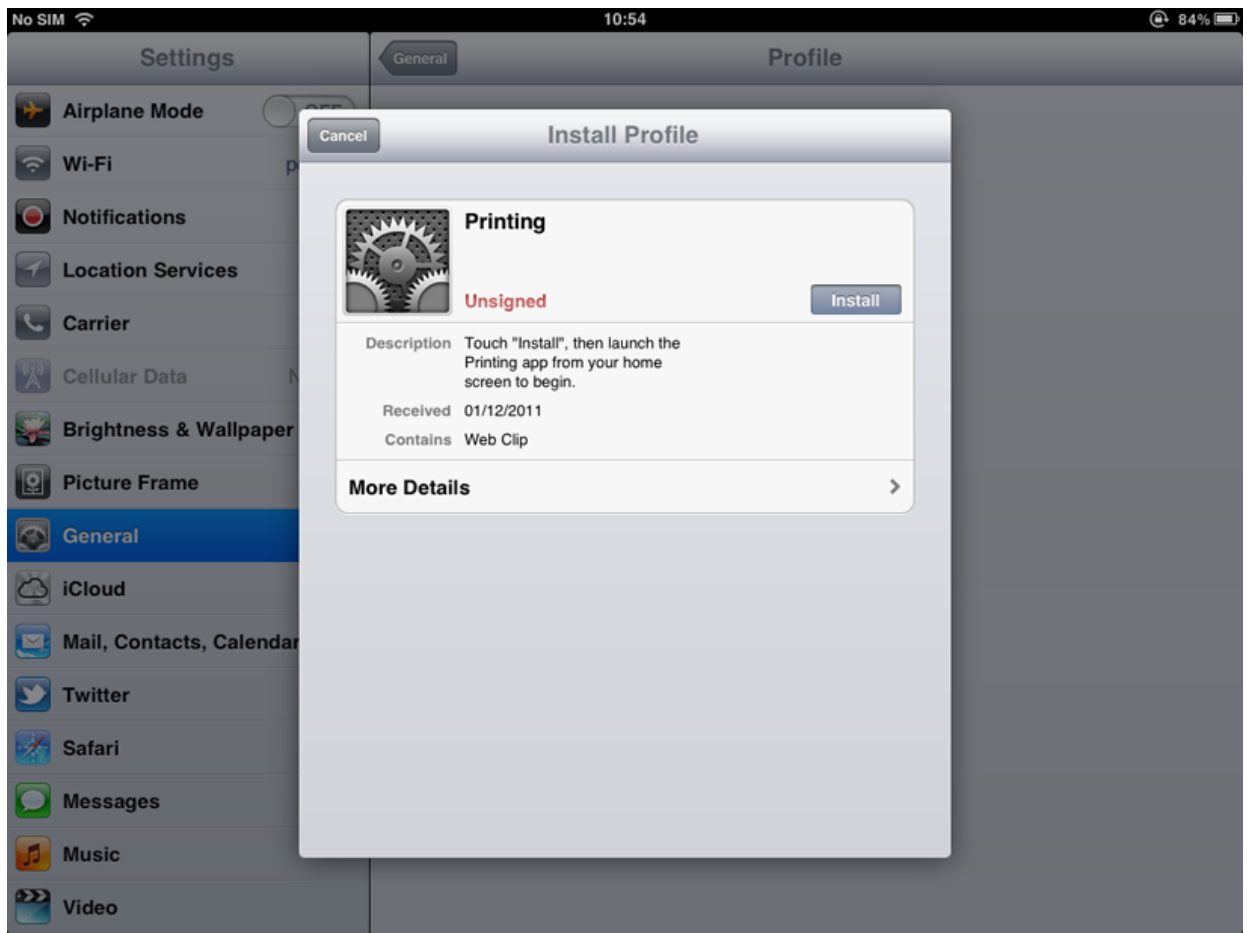 No SIM
10:54
84%
Settings
General
Profile
Airplane Mode
Wi-Fi
Notifications
Location Services
Carrier
Cellular Data
Brightness & Wallpaper
Picture Frame
General
iCloud
Mail, Contacts, Calendar
Twitter
Safari
Messages
Music
Video
Cancel
Install Profile
Printing
Unsigned
Install
Description Touch "Install", then launch the
Printing app from your home
screen to begin.
Received 01/12/2011
Contains Web Clip
More Details